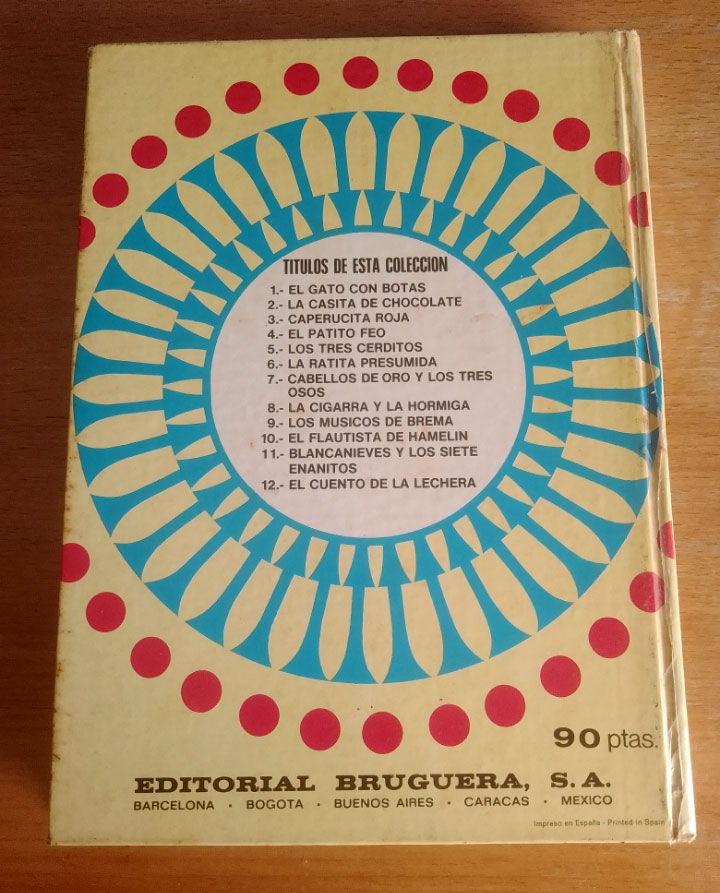 TITULOS DE ESTA COLECCION
1.- EL GATO CON BOTAS
2.- LA CASITA DE CHOCOLATE
3.- CAPERUCITA ROJA
4.- EL PATITO FEO
5.- LOS TRES CERDITOS
6.- LA RATITA PRESUMIDA
7.- CABELLOS DE ORO Y LOS TRES
OSOS
8.- LA CIGARRA Y LA HORMIGA
9.- LOS MUSICOS DE BREMA
10.- EL FLAUTISTA DE HAMELIN
11.- BLANCANIEVES Y LOS SIETE
ENANITOS
12.- EL CUENTO DE LA LECHERA
90 ptas.
EDITORIAL BRUGUERA, S.A.
BARCELONA · BOGOTA · BUENOS AIRES · CARACAS · MEXICO
Impreso en España - Printed in Spain